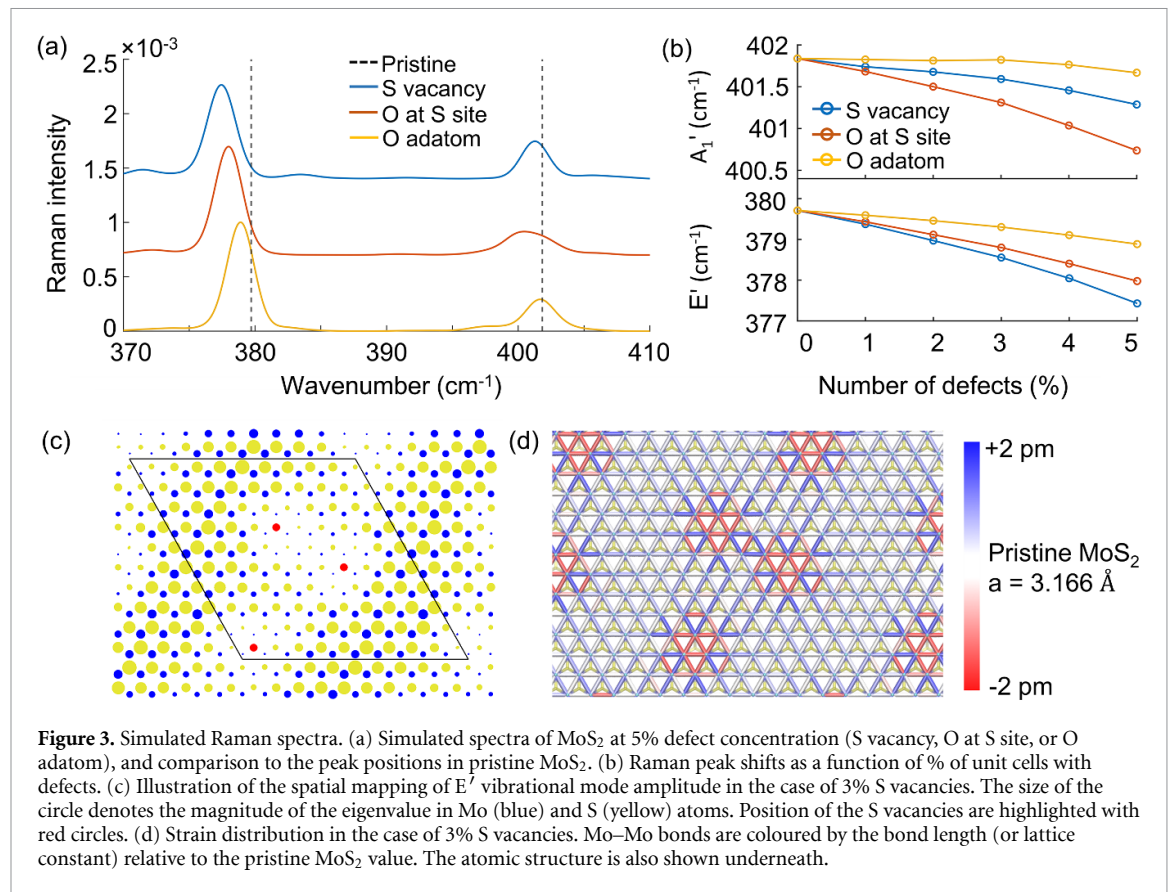 (a)
×10⁻³
2.5
2
1.5
1
0.5
0
Raman intensity
Pristine
S vacancy
O at S site
O adatom
370
380
390
400
410
Wavenumber (cm⁻¹)
(b)
402
401.5
401
400.5
A₁' (cm⁻¹)
S vacancy
O at S site
O adatom
380
379
378
377
E' (cm⁻¹)
0
1
2
3
4
5
Number of defects (%)
(c)
(d)
+2 pm
Pristine MoS₂
a = 3.166 Å
-2 pm
Figure 3. Simulated Raman spectra. (a) Simulated spectra of MoS₂ at 5% defect concentration (S vacancy, O at S site, or O
adatom), and comparison to the peak positions in pristine MoS₂. (b) Raman peak shifts as a function of % of unit cells with
defects. (c) Illustration of the spatial mapping of E′ vibrational mode amplitude in the case of 3% S vacancies. The size of the
circle denotes the magnitude of the eigenvalue in Mo (blue) and S (yellow) atoms. Position of the S vacancies are highlighted with
red circles. (d) Strain distribution in the case of 3% S vacancies. Mo–Mo bonds are coloured by the bond length (or lattice
constant) relative to the pristine MoS₂ value. The atomic structure is also shown underneath.